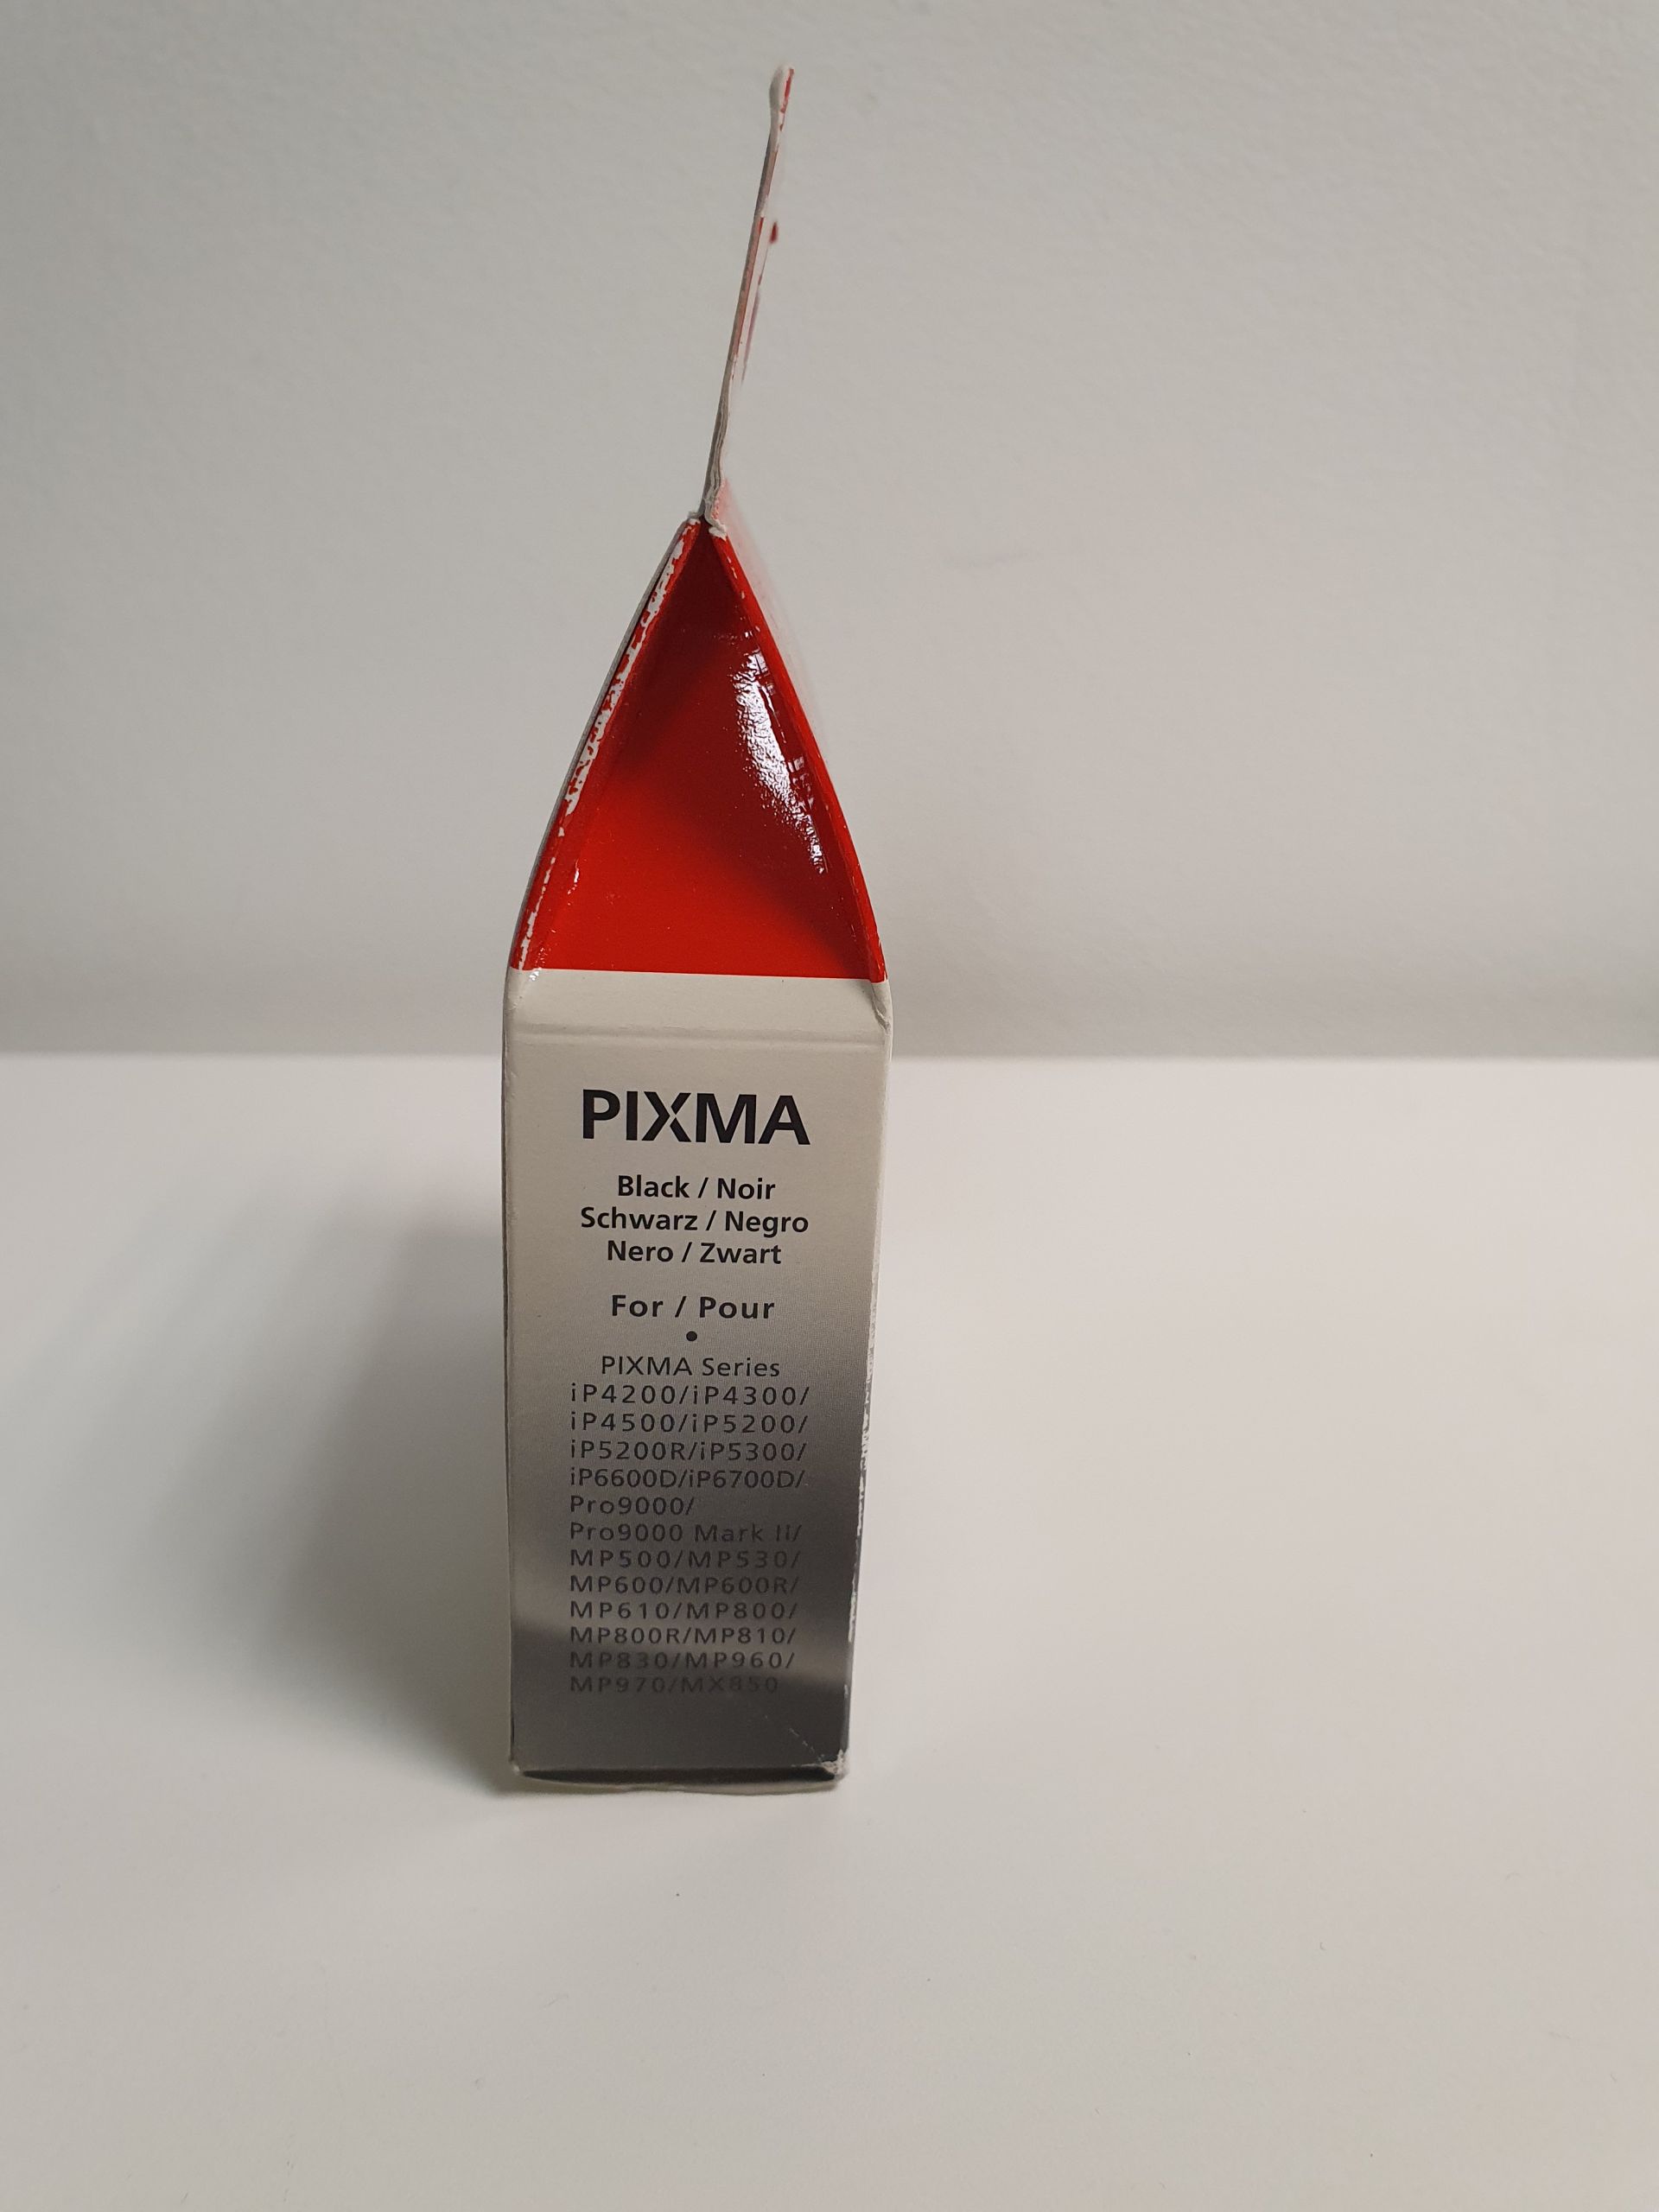 PIXMA
Black / Noir
Schwarz / Negro
Nero / Zwart
For / Pour
•
PIXMA Series
iP4200/iP4300/
iP4500/iP5200/
iP5200R/iP5300/
iP6600D/iP6700D/
Pro9000/
Pro9000 Mark II/
MP500/MP530/
MP600/MP600R/
MP610/MP800/
MP800R/MP810/
MP830/MP960/
MP970/MX850